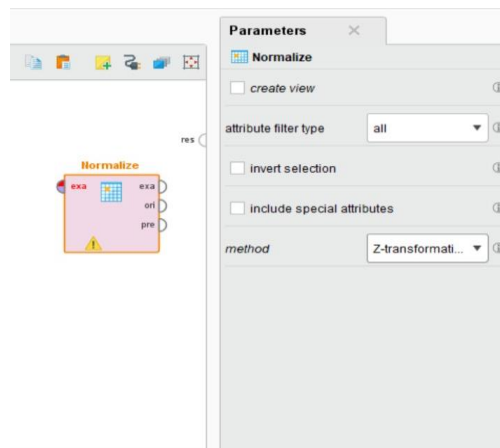 Parameters
Normalize
create view
attribute filter type
all
res
Normalize
exa
exa
ori
pre
invert selection
include special attributes
method
Z-transformati...